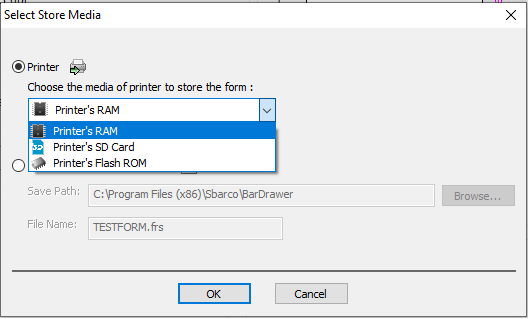 Select Store Media
Printer
Choose the media of printer to store the form :
Printer's RAM
Printer's RAM
Printer's SD Card
Printer's Flash ROM
Save Path:
C:\Program Files (x86)\Sbarco\BarDrawer
Browse...
File Name:
TESTFORM.frs
OK
Cancel